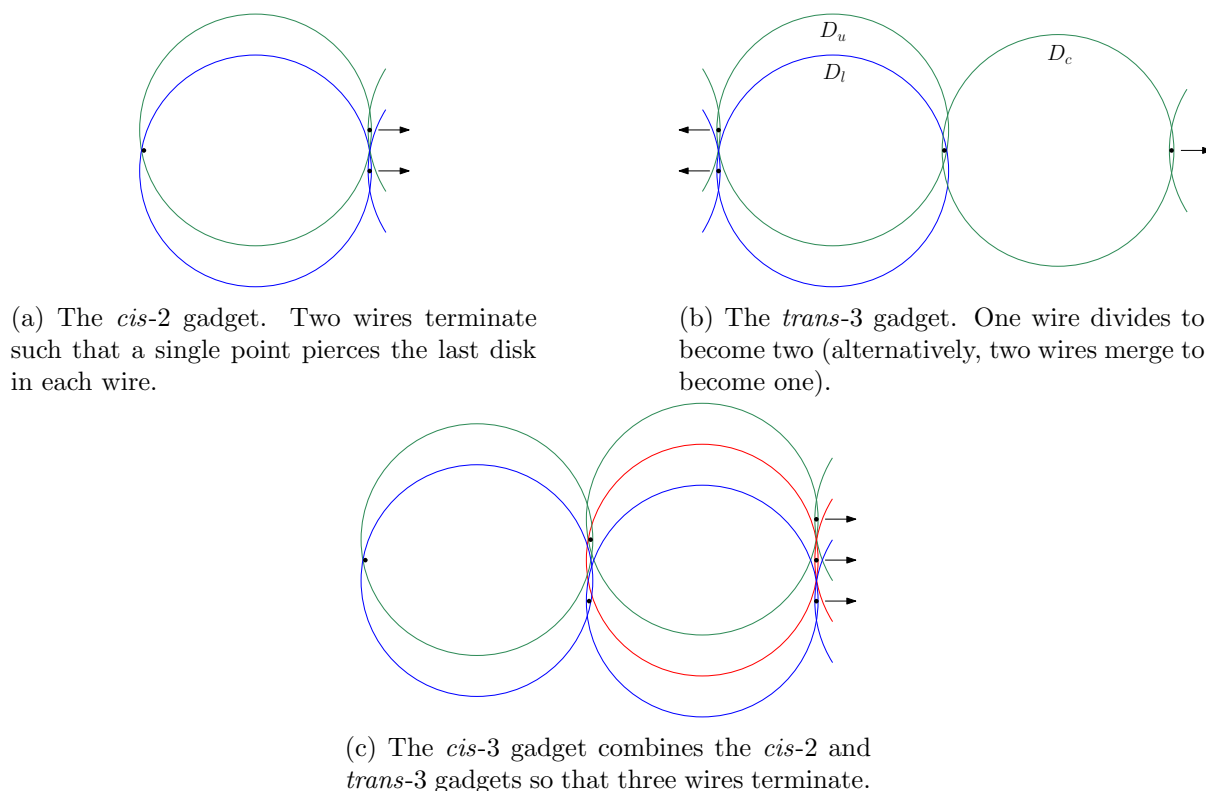 D_u
D_l
D_c
(a) The cis-2 gadget. Two wires terminate
such that a single point pierces the last disk
in each wire.
(b) The trans-3 gadget. One wire divides to
become two (alternatively, two wires merge to
become one).
(c) The cis-3 gadget combines the cis-2 and
trans-3 gadgets so that three wires terminate.